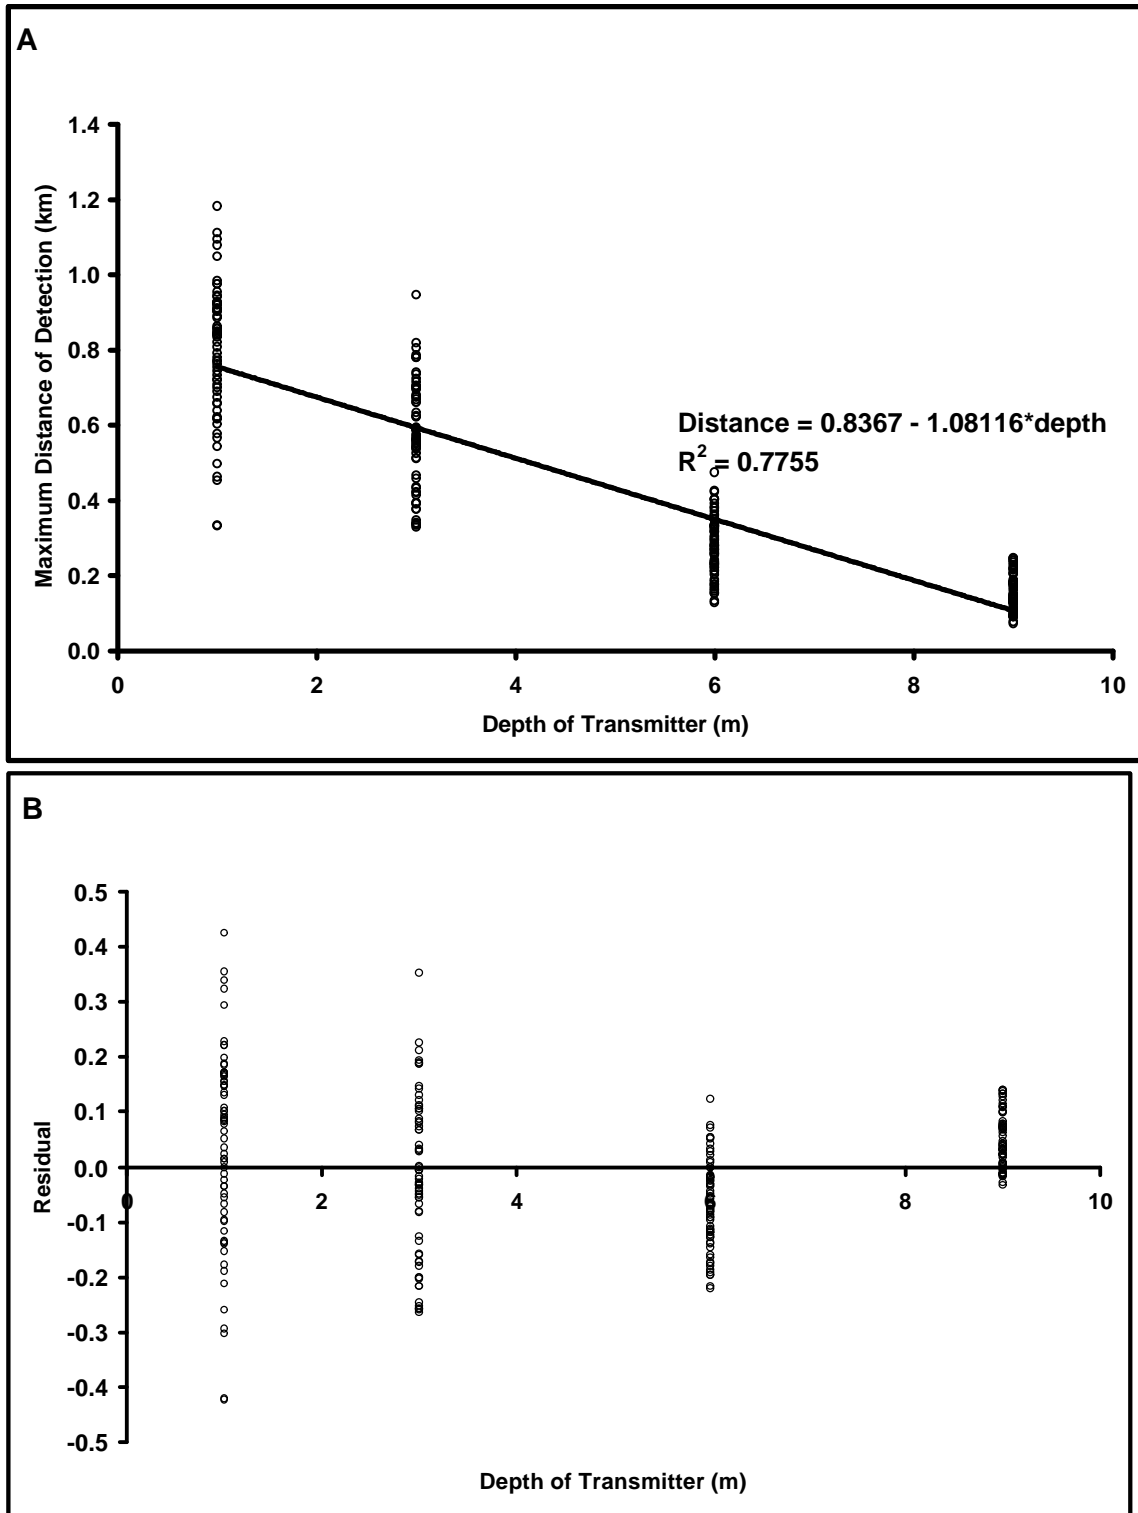 A
1.4
1.2
1.0
0.8
0.6
0.4
0.2
0.0
Maximum Distance of Detection (km)
Distance = 0.8367 - 1.08116*depth
R² = 0.7755
0 2 4 6 8 10
Depth of Transmitter (m)
B
0.5
0.4
0.3
0.2
0.1
0.0
-0.1
-0.2
-0.3
-0.4
-0.5
Residual
0 2 4 8 10
Depth of Transmitter (m)